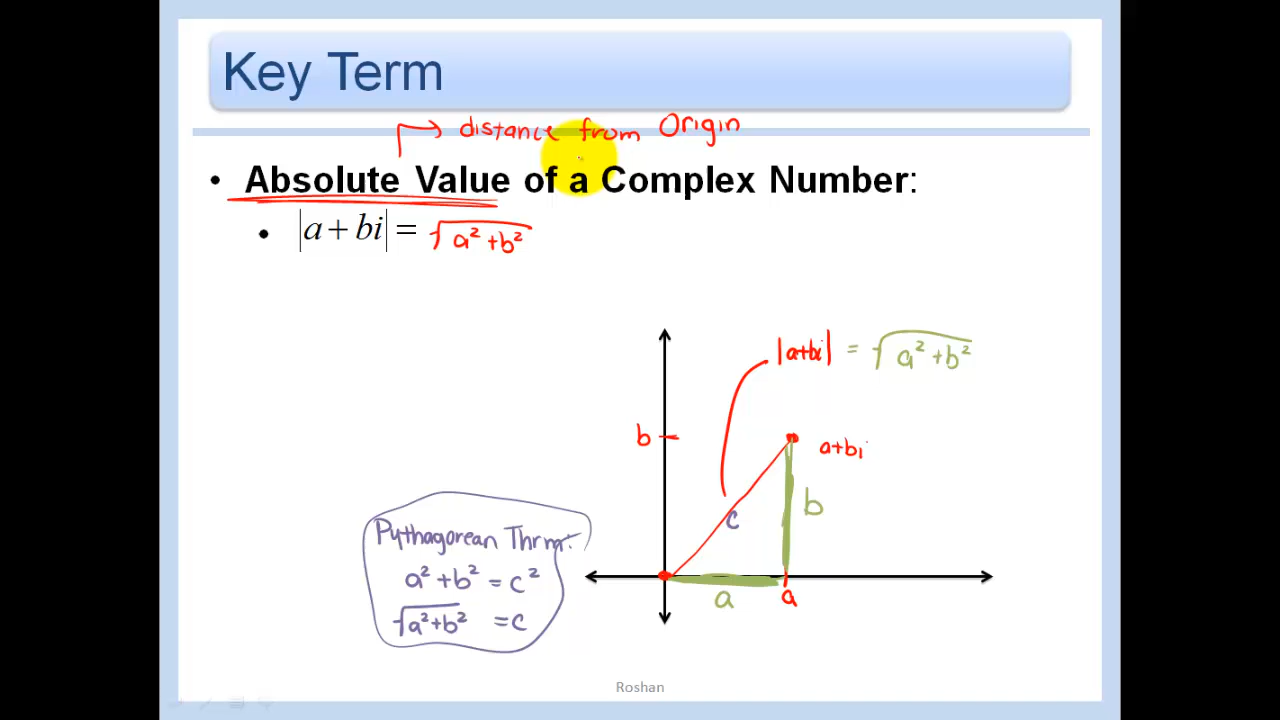 Key Term
distance from Origin
• Absolute Value of a Complex Number:
• |a + bi| = √a² + b²
|a+bi| = √a² + b²
b
a+bi
c
b
a
a
Pythagorean Thrm:
a² + b² = c²
√a² + b² = c
Roshan